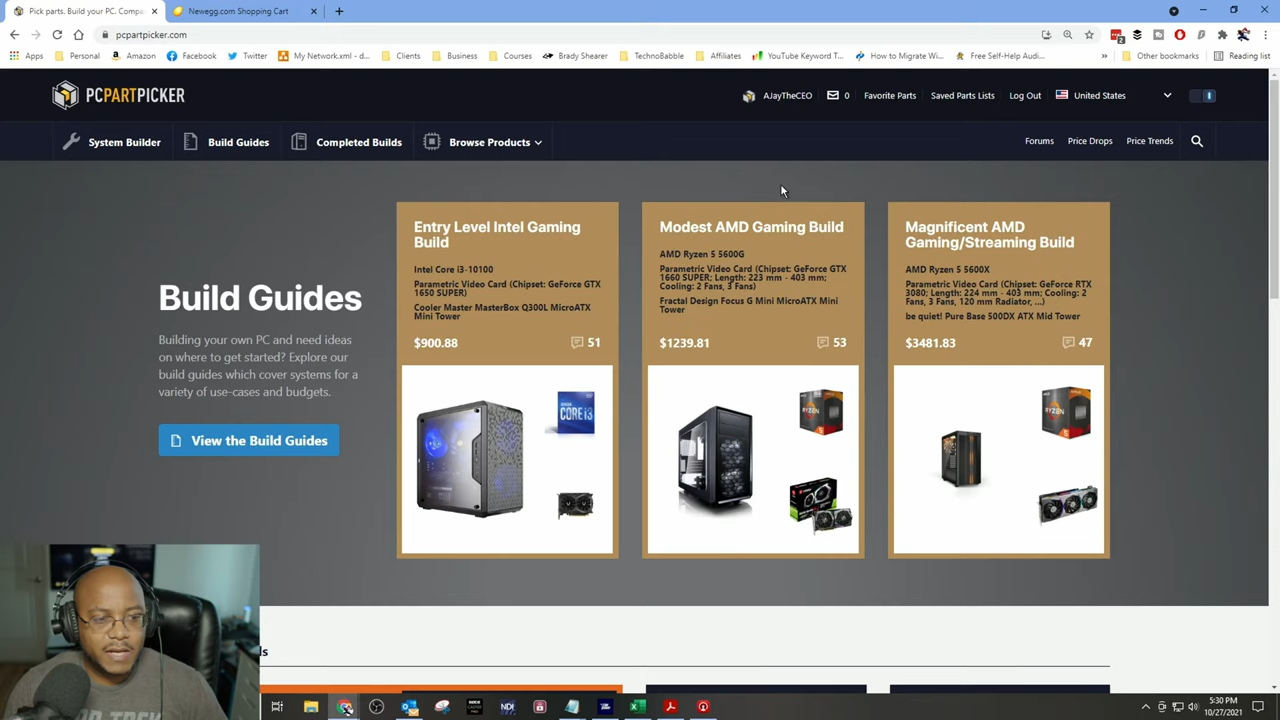 Pick parts. Build your PC. Compa
Newegg.com Shopping Cart
pcpartpicker.com
Apps
Personal
Amazon
Facebook
Twitter
My Network.xml - d...
Clients
Business
Courses
Brady Shearer
TechnoBabble
Affiliates
YouTube Keyword T...
How to Migrate Wi...
Free Self-Help Audi...
Other bookmarks
Reading list
PCPARTPICKER
AJayTheCEO
0
Favorite Parts
Saved Parts Lists
Log Out
United States
System Builder
Build Guides
Completed Builds
Browse Products
Forums
Price Drops
Price Trends
Build Guides
Building your own PC and need ideas
on where to get started? Explore our
build guides which cover systems for a
variety of use-cases and budgets.
View the Build Guides
Entry Level Intel Gaming
Build
Intel Core i3-10100
Parametric Video Card (Chipset: GeForce GTX
1650 SUPER)
Cooler Master MasterBox Q300L MicroATX
Mini Tower
$900.88
51
CORE i3
Modest AMD Gaming Build
AMD Ryzen 5 5600G
Parametric Video Card (Chipset: GeForce GTX
1660 SUPER; Length: 223 mm - 403 mm;
Cooling: 2 Fans, 3 Fans)
Fractal Design Focus G Mini MicroATX Mini
Tower
$1239.81
53
RYZEN
Magnificent AMD
Gaming/Streaming Build
AMD Ryzen 5 5600X
Parametric Video Card (Chipset: GeForce RTX
3080; Length: 224 mm - 403 mm; Cooling: 2
Fans, 3 Fans, 120 mm Radiator, ...)
be quiet! Pure Base 500DX ATX Mid Tower
$3481.83
47
RYZEN
ds
NDI
5:30 PM
10/27/2021